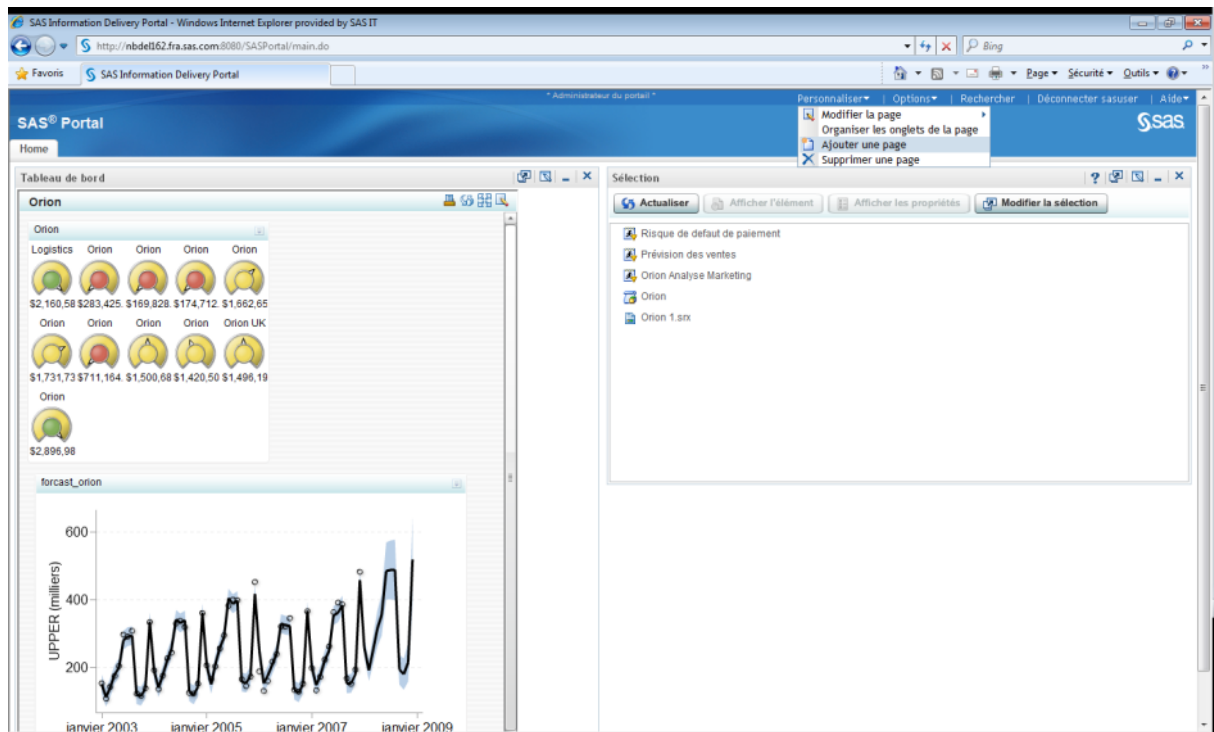 SAS Information Delivery Portal - Windows Internet Explorer provided by SAS IT
http://nbdell162.fra.sas.com:8080/SASPortal/main.do
Bing
Favoris
SAS Information Delivery Portal
Page
Sécurité
Outils
* Administrateur du portail *
Personnaliser | Options | Rechercher | Déconnecter sasuser | Aide
SAS® Portal
Modifier la page
Organiser les onglets de la page
Ajouter une page
Supprimer une page
sas
Home
Tableau de bord
Sélection
Orion
Actualiser
Afficher l'élément
Afficher les propriétés
Modifier la sélection
Orion
Logistics Orion Orion Orion Orion
$2,160,58 $283,425. $169,828. $174,712. $1,662,65
Orion Orion Orion Orion Orion UK
$1,731,73 $711,164. $1,500,68 $1,420,50 $1,496,19
Orion
$2,896,98
Risque de defaut de paiement
Prévision des ventes
Orion Analyse Marketing
Orion
Orion 1.srx
forcast_orion
UPPER (milliers)
600
400
200
janvier 2003 janvier 2005 janvier 2007 janvier 2009